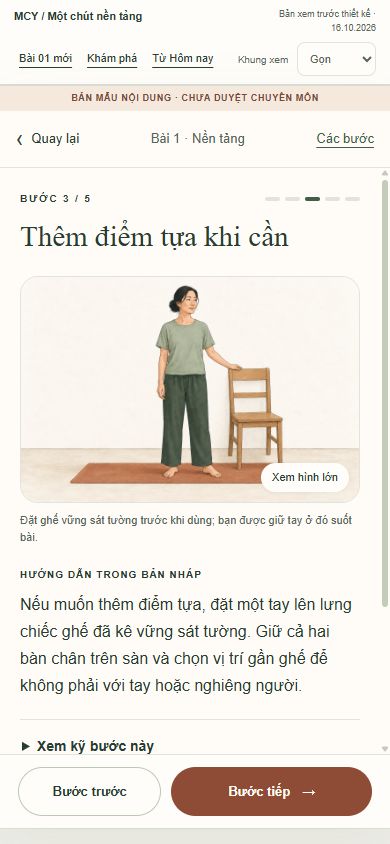 MCY / Một chút nền tảng
Bản xem trước thiết kế ·
16.10.2026
Bài 01 mới Khám phá Từ Hôm nay Khung xem Gọn
BẢN MẪU NỘI DUNG · CHƯA DUYỆT CHUYÊN MÔN
‹ Quay lại Bài 1 · Nền tảng Các bước
BƯỚC 3 / 5
Thêm điểm tựa khi cần
Xem hình lớn
Đặt ghế vững sát tường trước khi dùng; bạn được giữ tay ở đó suốt
bài.
HƯỚNG DẪN TRONG BẢN NHÁP
Nếu muốn thêm điểm tựa, đặt một tay lên lưng
chiếc ghế đã kê vững sát tường. Giữ cả hai
bàn chân trên sàn và chọn vị trí gần ghế để
không phải với tay hoặc nghiêng người.
▶ Xem kỹ bước này
Bước trước Bước tiếp →